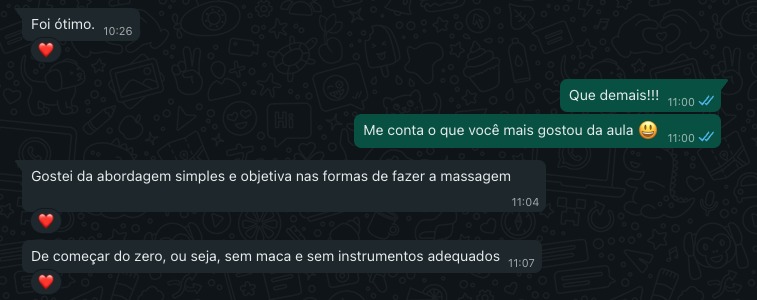 Foi ótimo. 10:26
❤️
Que demais!!! 11:00
Me conta o que você mais gostou da aula 😃 11:00
Gostei da abordagem simples e objetiva nas formas de fazer a massagem
11:04
❤️
De começar do zero, ou seja, sem maca e sem instrumentos adequados 11:07
❤️